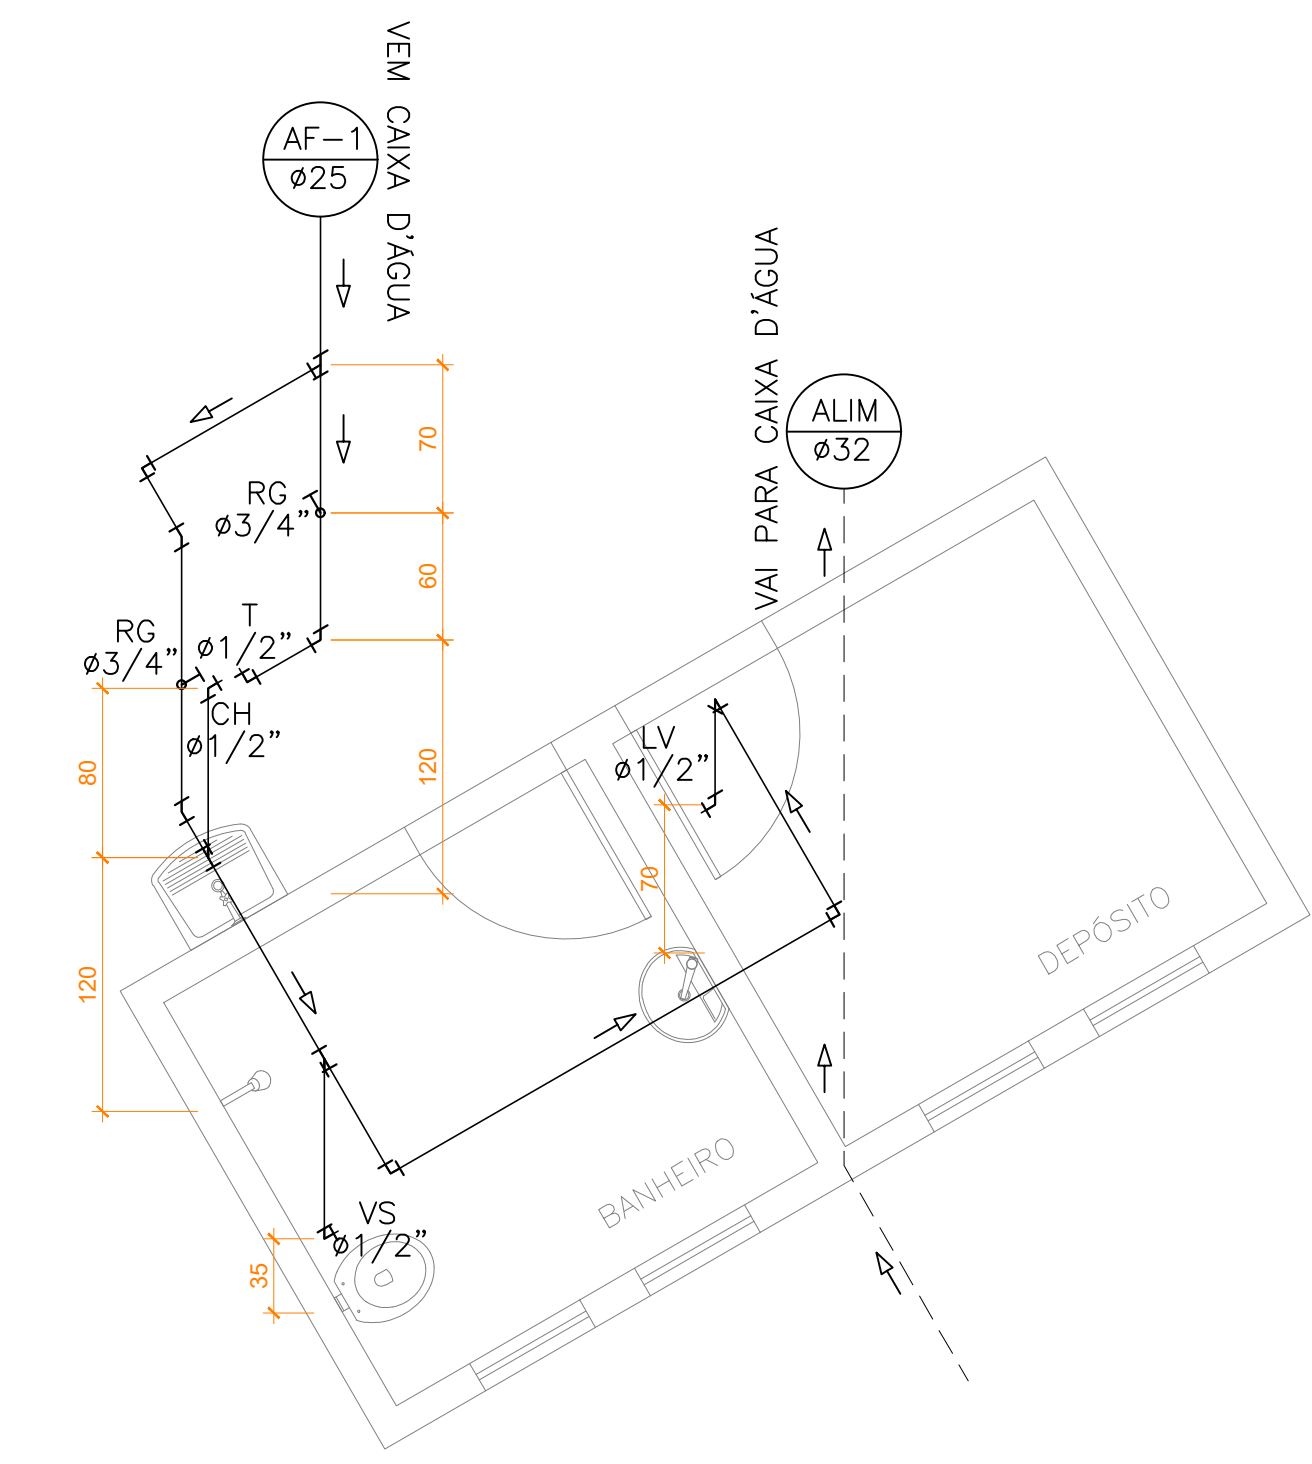 VEM CAIXA D'ÁGUA
AF-1
ø25
VAI PARA CAIXA D'ÁGUA
ALIM
ø32
70
RG
ø3/4"
60
T
ø1/2"
RG
ø3/4"
CH
ø1/2"
120
80
LV
ø1/2"
70
120
DEPÓSITO
BANHEIRO
VS
ø1/2"
35